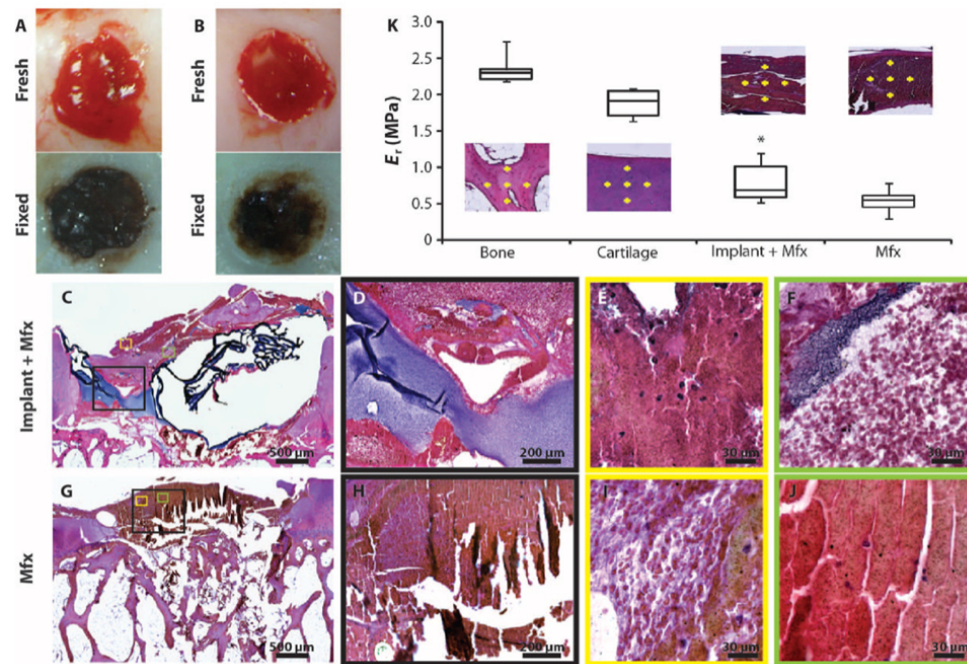 A
B
Fresh
Fresh
Fixed
Fixed
K
3.0
2.5
2.0
1.5
1.0
0.5
0
Er (MPa)
*
Bone
Cartilage
Implant + Mfx
Mfx
Implant + Mfx
C
500 μm
D
200 μm
E
30 μm
F
30 μm
Mfx
G
500 μm
H
200 μm
I
30 μm
J
30 μm